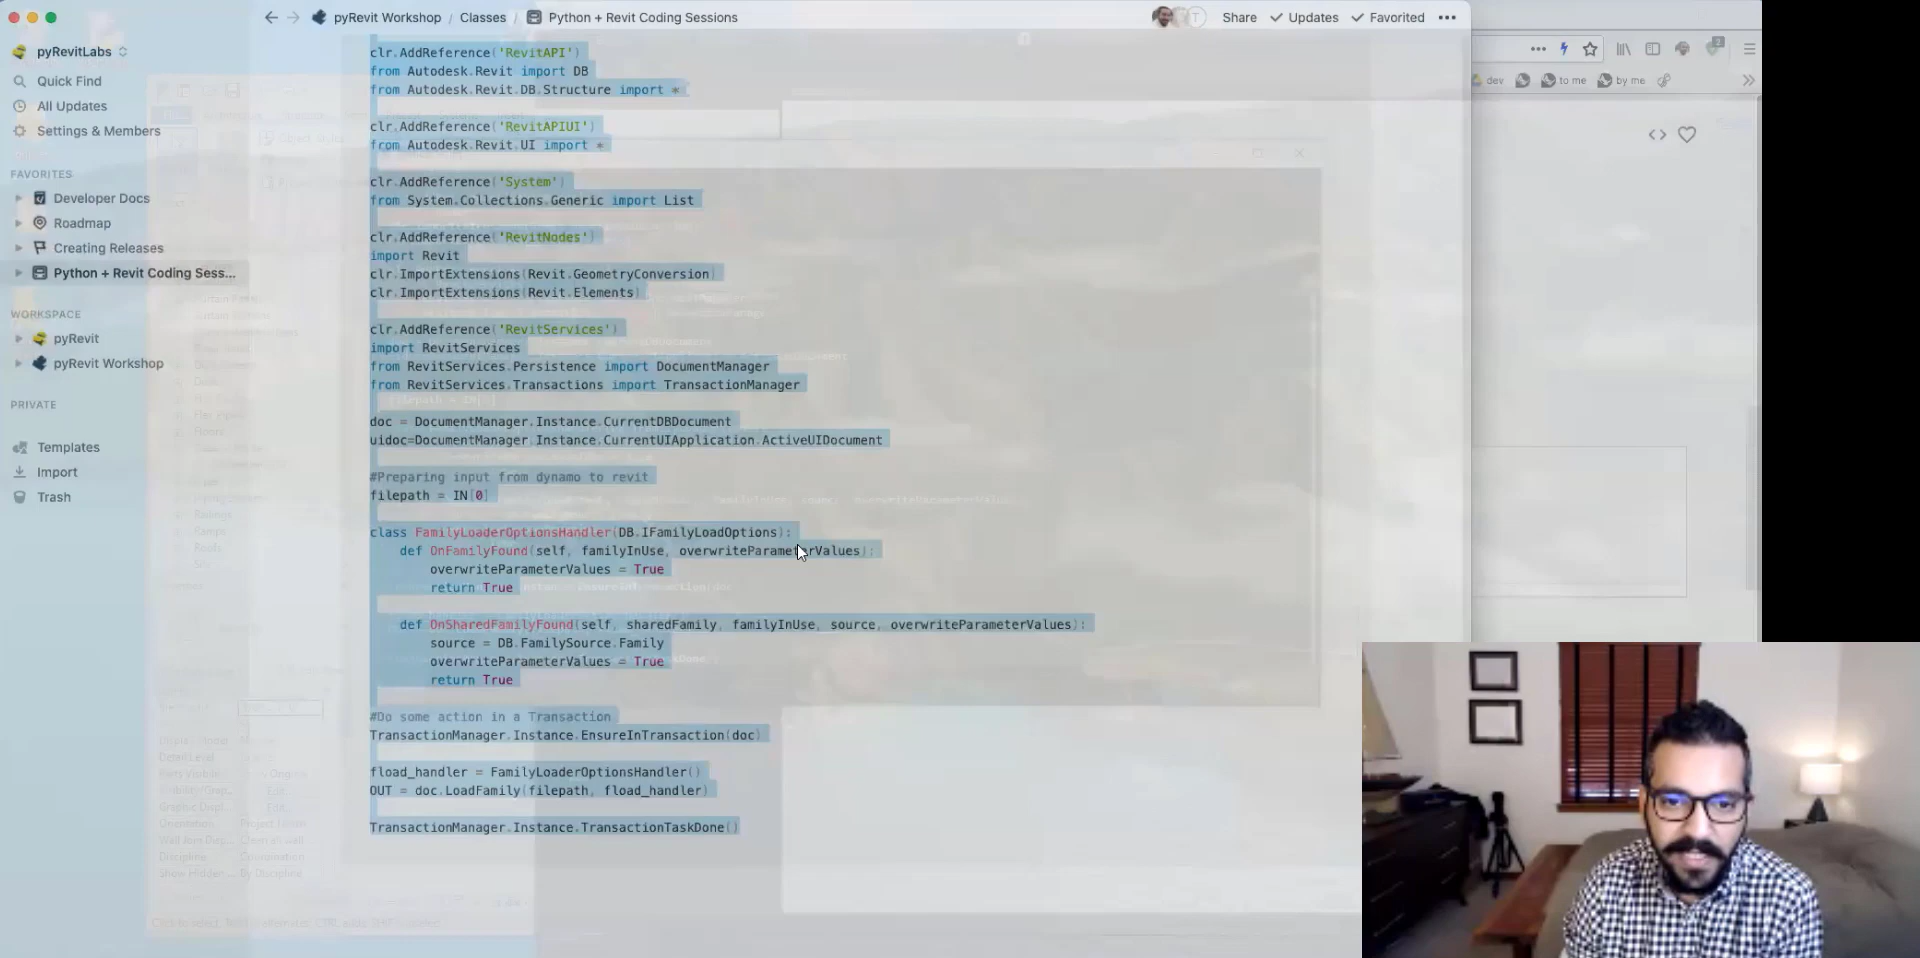 pyRevit Workshop / Classes / Python + Revit Coding Sessions
Share Updates Favorited •••
pyRevitLabs
Quick Find
All Updates
Settings & Members
FAVORITES
Developer Docs
Roadmap
Creating Releases
Python + Revit Coding Sess...
WORKSPACE
pyRevit
pyRevit Workshop
PRIVATE
Templates
Import
Trash
clr.AddReference('RevitAPI')
from Autodesk.Revit import DB
from Autodesk.Revit.DB.Structure import *
clr.AddReference('RevitAPIUI')
from Autodesk.Revit.UI import *
clr.AddReference('System')
from System.Collections.Generic import List
clr.AddReference('RevitNodes')
import Revit
clr.ImportExtensions(Revit.GeometryConversion)
clr.ImportExtensions(Revit.Elements)
clr.AddReference('RevitServices')
import RevitServices
from RevitServices.Persistence import DocumentManager
from RevitServices.Transactions import TransactionManager
doc = DocumentManager.Instance.CurrentDBDocument
uidoc=DocumentManager.Instance.CurrentUIApplication.ActiveUIDocument
#Preparing input from dynamo to revit
filepath = IN[0]
class FamilyLoaderOptionsHandler(DB.IFamilyLoadOptions):
def OnFamilyFound(self, familyInUse, overwriteParameterValues):
overwriteParameterValues = True
return True
def OnSharedFamilyFound(self, sharedFamily, familyInUse, source, overwriteParameterValues):
source = DB.FamilySource.Family
overwriteParameterValues = True
return True
#Do some action in a Transaction
TransactionManager.Instance.EnsureInTransaction(doc)
fload_handler = FamilyLoaderOptionsHandler()
OUT = doc.LoadFamily(filepath, fload_handler)
TransactionManager.Instance.TransactionTaskDone()
dev to me by me